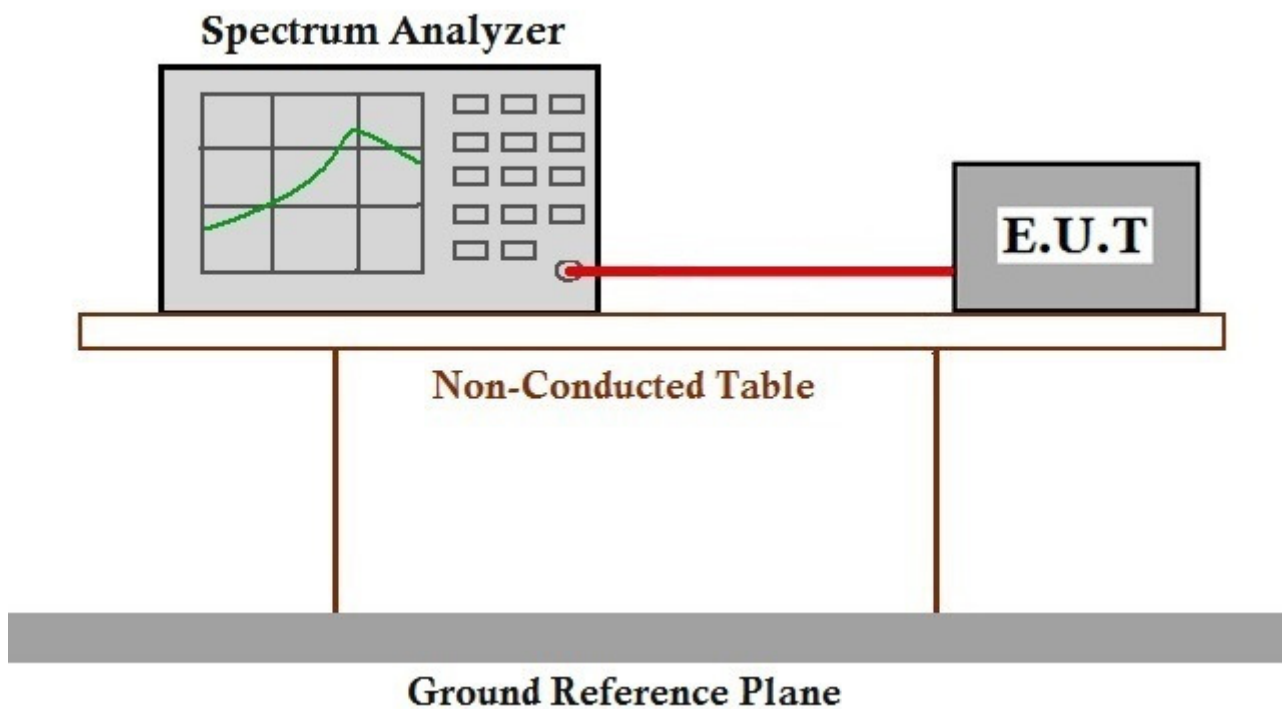 Spectrum Analyzer
E.U.T
Non-Conducted Table
Ground Reference Plane